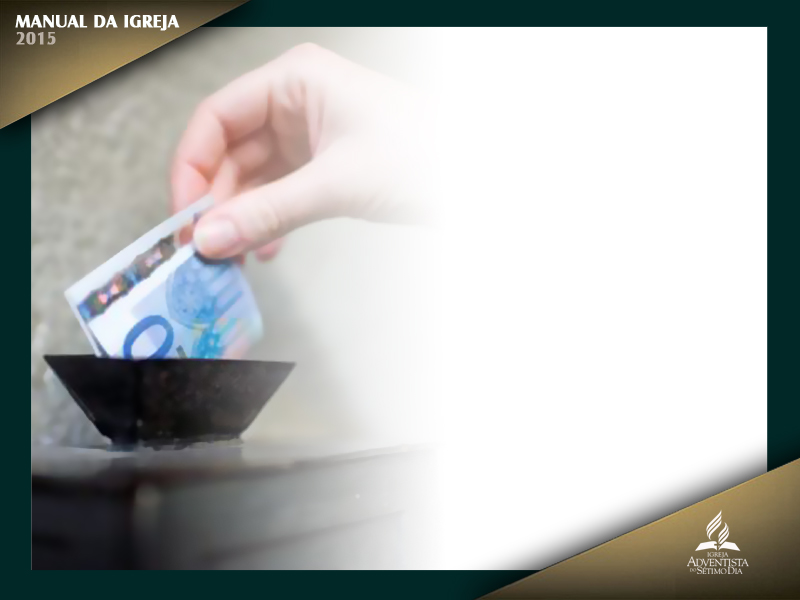 MANUAL DA IGREJA
2015
IGREJA
ADVENTISTA
DO SÉTIMO DIA